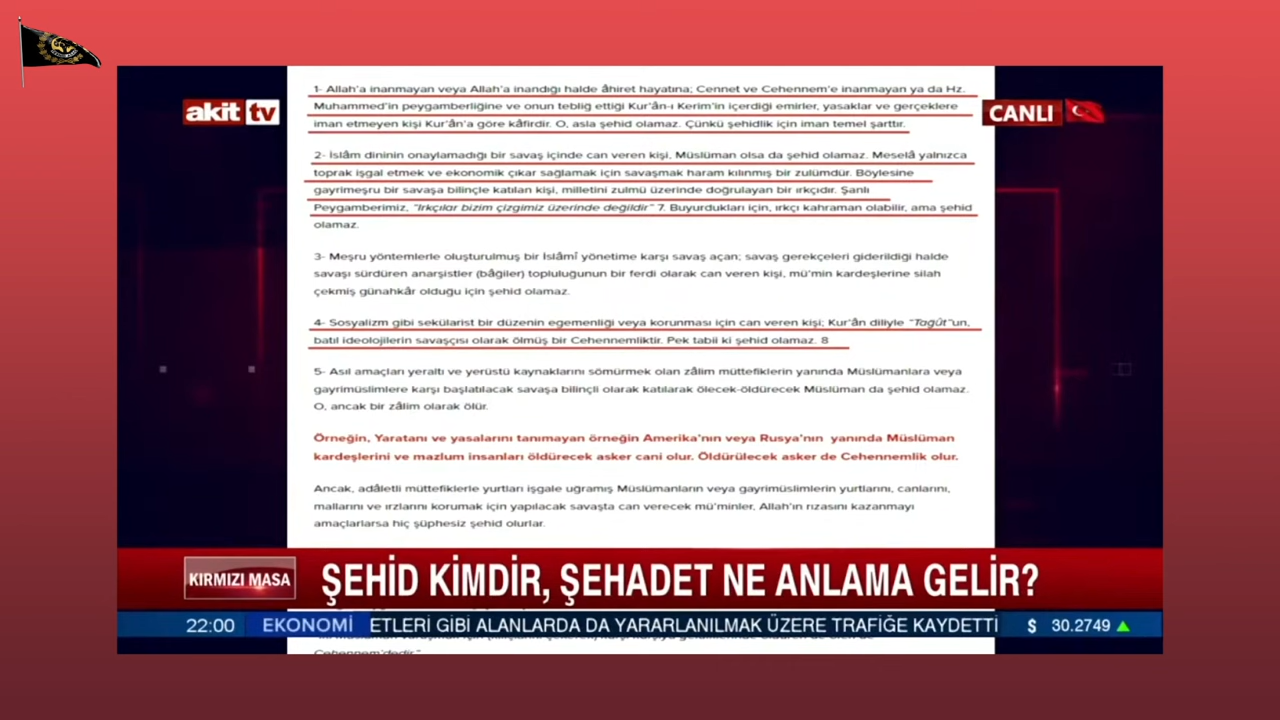 akit tv
CANLI
1- Allah'a inanmayan veya Allah'a inandığı halde âhiret hayatına; Cennet ve Cehennem'e inanmayan ya da Hz.
Muhammed'in peygamberliğine ve onun tebliğ ettiği Kur'ân-ı Kerim'in içerdiği emirler, yasaklar ve gerçeklere
iman etmeyen kişi Kur'ân'a göre kâfirdir. O, asla şehid olamaz. Çünkü şehidlik için iman temel şarttır.
2- İslâm dininin onaylamadığı bir savaş içinde can veren kişi, Müslüman olsa da şehid olamaz. Meselâ yalnızca
toprak işgal etmek ve ekonomik çıkar sağlamak için savaşmak haram kılınmış bir zulümdür. Böylesine
gayrimeşru bir savaşa bilinçle katılan kişi, milletini zulmü üzerinde doğrulayan bir ırkçıdır. Şanlı
Peygamberimiz, "Irkçılar bizim çizgimiz üzerinde değildir" 7. Buyurdukları için, ırkçı kahraman olabilir, ama şehid
olamaz.
3- Meşru yöntemlerle oluşturulmuş bir İslâmî yönetime karşı savaş açan; savaş gerekçeleri giderildiği halde
savaşı sürdüren anarşistler (bâğiler) topluluğunun bir ferdi olarak can veren kişi, mü'min kardeşlerine silah
çekmiş günahkâr olduğu için şehid olamaz.
4- Sosyalizm gibi sekülarist bir düzenin egemenliği veya korunması için can veren kişi; Kur'ân diliyle "Tağût"un,
batıl ideolojilerin savaşçısı olarak ölmüş bir Cehennemliktir. Pek tabii ki şehid olamaz. 8
5- Asıl amaçları yeraltı ve yerüstü kaynaklarını sömürmek olan zâlim müttefiklerin yanında Müslümanlara veya
gayrimüslimlere karşı başlatılacak savaşa bilinçli olarak katılarak ölecek-öldürecek Müslüman da şehid olamaz.
O, ancak bir zâlim olarak ölür.
Örneğin, Yaratanı ve yasalarını tanımayan örneğin Amerika'nın veya Rusya'nın yanında Müslüman
kardeşlerini ve mazlum insanları öldürecek asker cani olur. Öldürülecek asker de Cehennemlik olur.
Ancak, adâletli müttefiklerle yurtları işgale uğramış Müslümanların veya gayrimüslimlerin yurtlarını, canlarını,
mallarını ve ırzlarını korumak için yapılacak savaşta can verecek mü'minler, Allah'ın rızasını kazanmayı
amaçlarlarsa hiç şüphesiz şehid olurlar.
KIRMIZI MASA
ŞEHİD KİMDİR, ŞEHADET NE ANLAMA GELİR?
22:00 EKONOMİ ETLERİ GİBİ ALANLARDA DA YARARLANILMAK ÜZERE TRAFİĞE KAYDETTİ $ 30.2749
Cehennem'dedir."